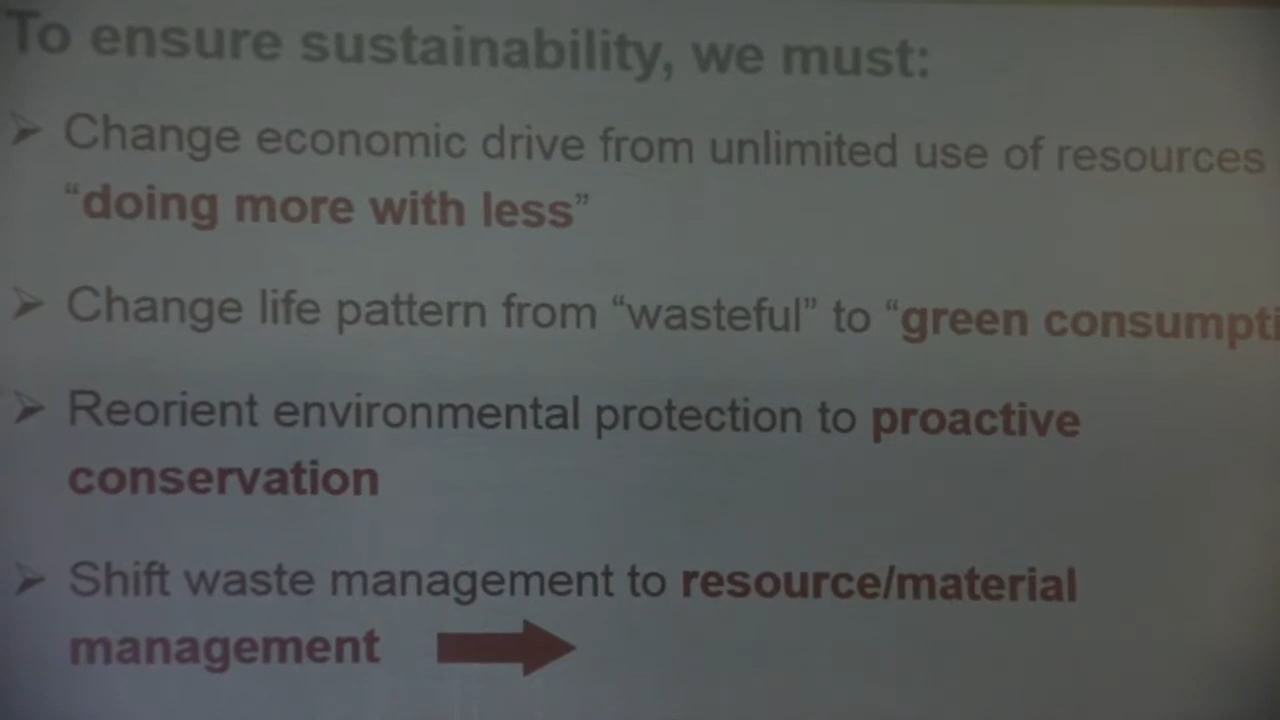 To ensure sustainability, we must:
➢ Change economic drive from unlimited use of resources
“doing more with less”
➢ Change life pattern from “wasteful” to “green consumpti
➢ Reorient environmental protection to proactive
conservation
➢ Shift waste management to resource/material
management